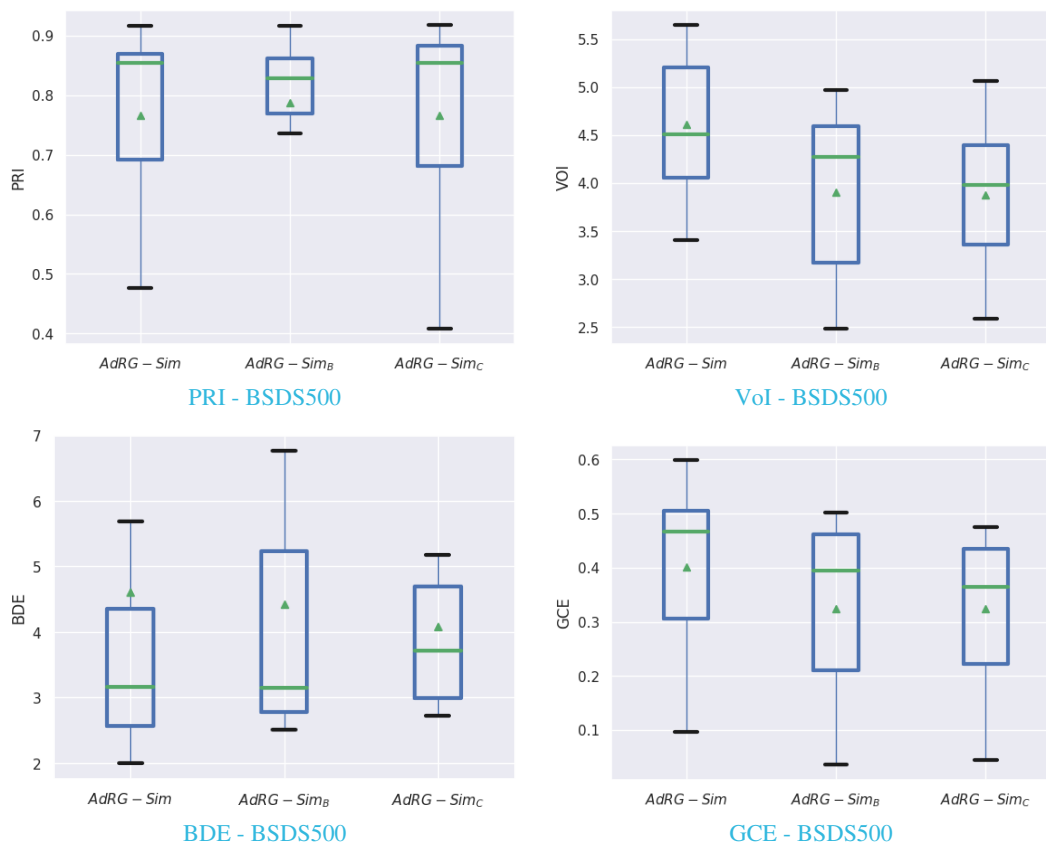 0.9
0.8
0.7
0.6
0.5
0.4
PRI
AdRG − Sim AdRG − Sim_B AdRG − Sim_C
PRI - BSDS500
5.5
5.0
4.5
4.0
3.5
3.0
2.5
VOI
AdRG − Sim AdRG − Sim_B AdRG − Sim_C
VoI - BSDS500
7
6
5
4
3
2
BDE
AdRG − Sim AdRG − Sim_B AdRG − Sim_C
BDE - BSDS500
0.6
0.5
0.4
0.3
0.2
0.1
GCE
AdRG − Sim AdRG − Sim_B AdRG − Sim_C
GCE - BSDS500